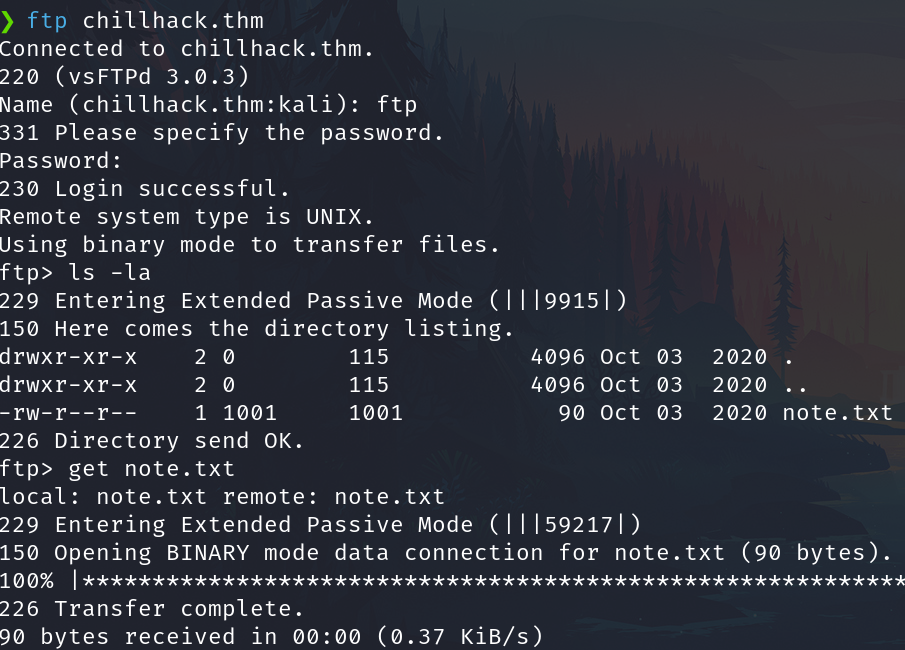 ❯ ftp chillhack.thm
Connected to chillhack.thm.
220 (vsFTPd 3.0.3)
Name (chillhack.thm:kali): ftp
331 Please specify the password.
Password:
230 Login successful.
Remote system type is UNIX.
Using binary mode to transfer files.
ftp> ls -la
229 Entering Extended Passive Mode (|||9915|)
150 Here comes the directory listing.
drwxr-xr-x    2 0        115          4096 Oct 03  2020 .
drwxr-xr-x    2 0        115          4096 Oct 03  2020 ..
-rw-r--r--    1 1001     1001           90 Oct 03  2020 note.txt
226 Directory send OK.
ftp> get note.txt
local: note.txt remote: note.txt
229 Entering Extended Passive Mode (|||59217|)
150 Opening BINARY mode data connection for note.txt (90 bytes).
100% |***********************************************************
226 Transfer complete.
90 bytes received in 00:00 (0.37 KiB/s)